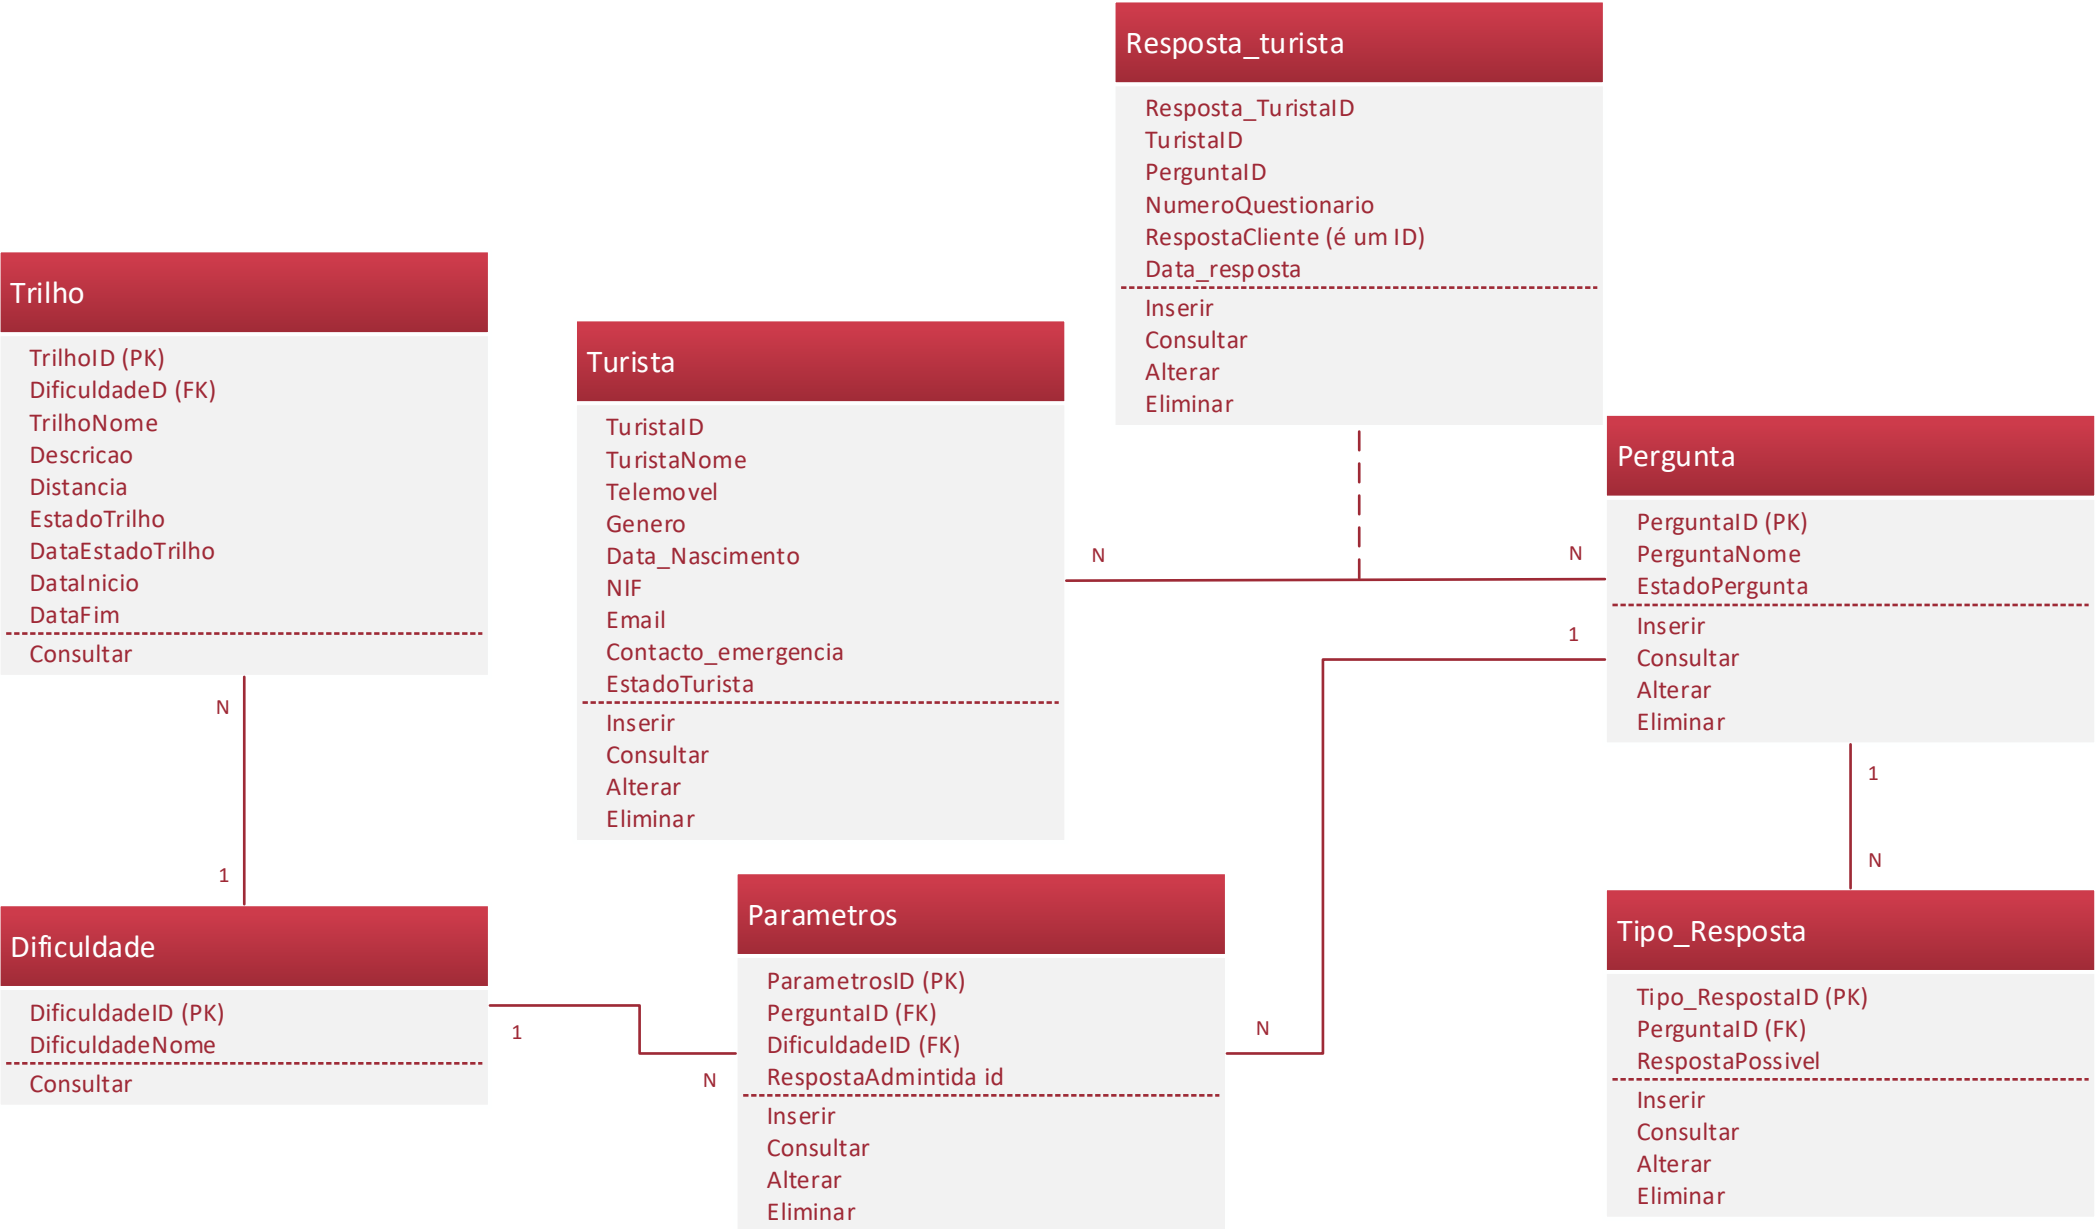 Resposta_turista
Resposta_TuristaID
TuristaID
PerguntaID
NumeroQuestionario
RespostaCliente (é um ID)
Data_resposta
Inserir
Consultar
Alterar
Eliminar
Trilho
TrilhoID (PK)
DificuldadeD (FK)
TrilhoNome
Descricao
Distancia
EstadoTrilho
DataEstadoTrilho
DataInicio
DataFim
Consultar
Turista
TuristaID
TuristaNome
Telemovel
Genero
Data_Nascimento
NIF
Email
Contacto_emergencia
EstadoTurista
Inserir
Consultar
Alterar
Eliminar
N
N
1
Pergunta
PerguntaID (PK)
PerguntaNome
EstadoPergunta
Inserir
Consultar
Alterar
Eliminar
N
1
1
N
Dificuldade
DificuldadeID (PK)
DificuldadeNome
Consultar
1
N
Parametros
ParametrosID (PK)
PerguntaID (FK)
DificuldadeID (FK)
RespostaAdmintida id
Inserir
Consultar
Alterar
Eliminar
N
Tipo_Resposta
Tipo_RespostaID (PK)
PerguntaID (FK)
RespostaPossivel
Inserir
Consultar
Alterar
Eliminar